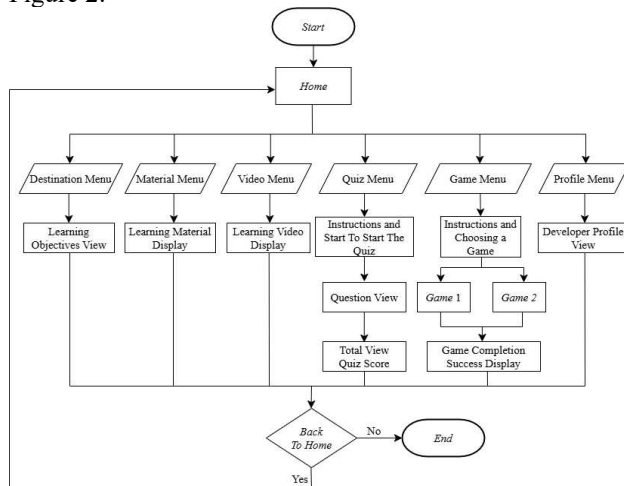 Figure 2.
Start
Home
Destination Menu
Material Menu
Video Menu
Quiz Menu
Game Menu
Profile Menu
Learning
Objectives View
Learning Material
Display
Learning Video
Display
Instructions and
Start To Start The
Quiz
Instructions and
Choosing a
Game
Developer Profile
View
Question View
Game 1
Game 2
Total View
Quiz Score
Game Completion
Success Display
Back
To Home
No
End
Yes